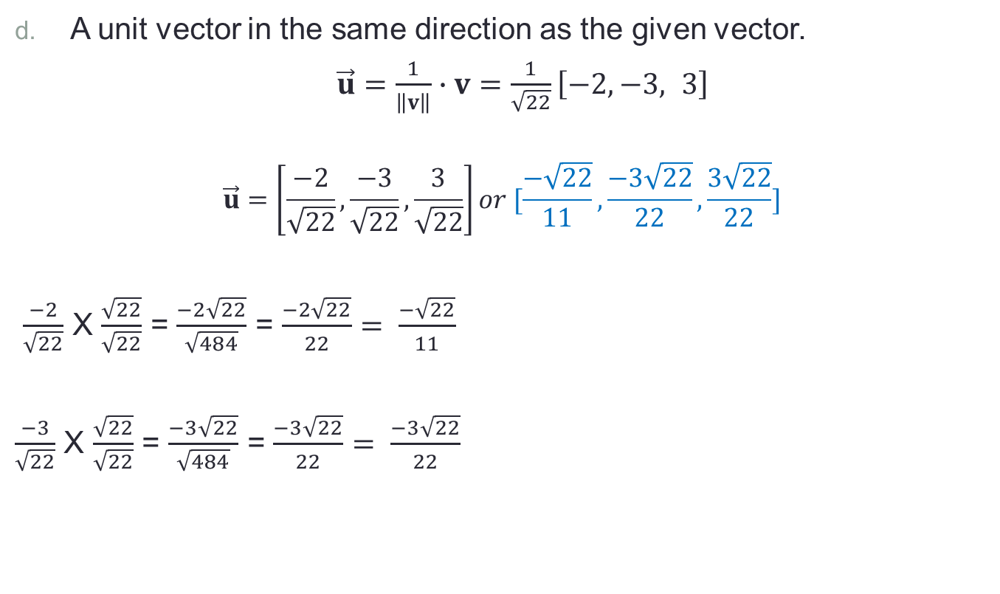 d. A unit vector in the same direction as the given vector.
$\vec{\mathbf{u}} = \frac{1}{\|\mathbf{v}\|} \cdot \mathbf{v} = \frac{1}{\sqrt{22}}[-2, -3, \ 3]$
$\vec{\mathbf{u}} = \left[\frac{-2}{\sqrt{22}}, \frac{-3}{\sqrt{22}}, \frac{3}{\sqrt{22}}\right] or \ [\frac{-\sqrt{22}}{11}, \frac{-3\sqrt{22}}{22}, \frac{3\sqrt{22}}{22}]$
$\frac{-2}{\sqrt{22}}$ X $\frac{\sqrt{22}}{\sqrt{22}}$ = $\frac{-2\sqrt{22}}{\sqrt{484}}$ = $\frac{-2\sqrt{22}}{22} = \frac{-\sqrt{22}}{11}$
$\frac{-3}{\sqrt{22}}$ X $\frac{\sqrt{22}}{\sqrt{22}}$ = $\frac{-3\sqrt{22}}{\sqrt{484}}$ = $\frac{-3\sqrt{22}}{22} = \frac{-3\sqrt{22}}{22}$